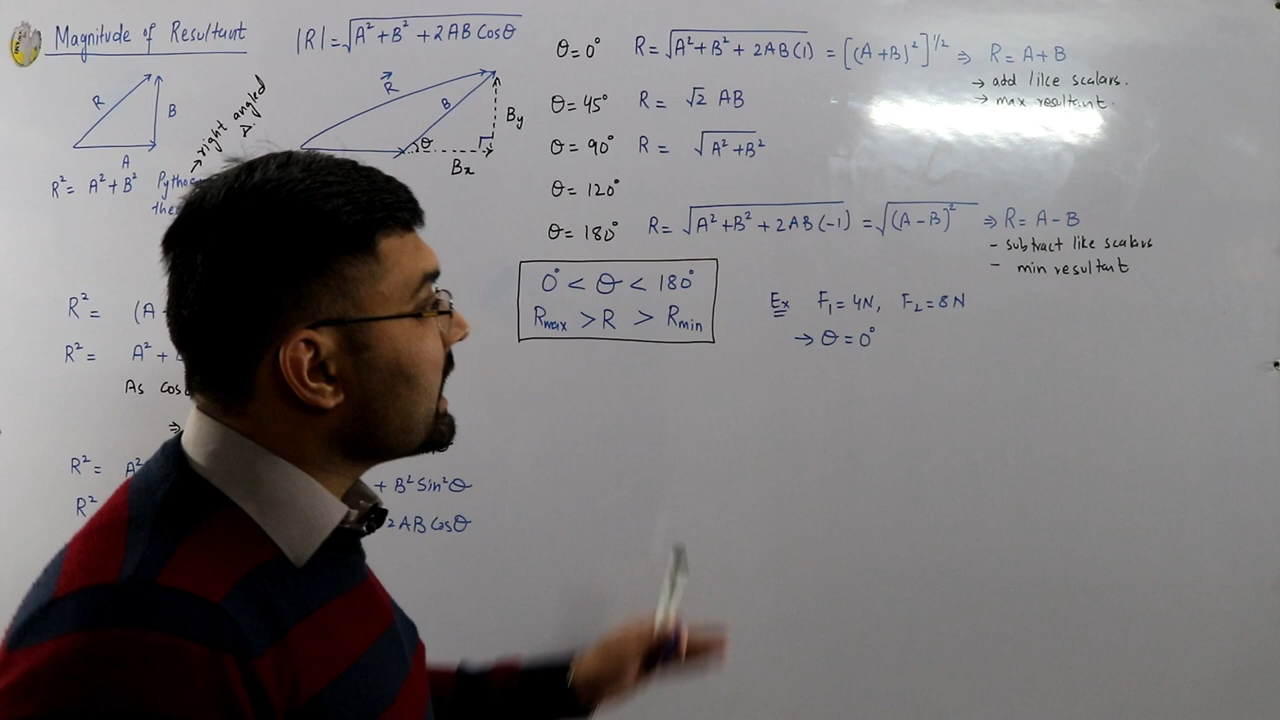 Magnitude of Resultant
|R| = √A² + B² + 2AB Cosθ
R
B
A
→ right angled Δ.
R² = A² + B²
R⃗
B
θ
By
Bx
R² = (A
R² = A² +
As cos
⇒
R² = A²
+ B² Sin²θ
R²
2AB Cosθ
θ = 0° R = √A² + B² + 2AB(1) = [(A+B)²]^1/2 ⇒ R = A + B
→ add like scalars.
→ max resultant.
θ = 45° R = √2 AB
θ = 90° R = √A² + B²
θ = 120°
θ = 180° R = √A² + B² + 2AB(-1) = √(A - B)² ⇒ R = A - B
- subtract like scalars
- min resultant
0° < θ < 180°
Rmax > R > Rmin
Ex F₁ = 4N, F₂ = 8N
→ θ = 0°